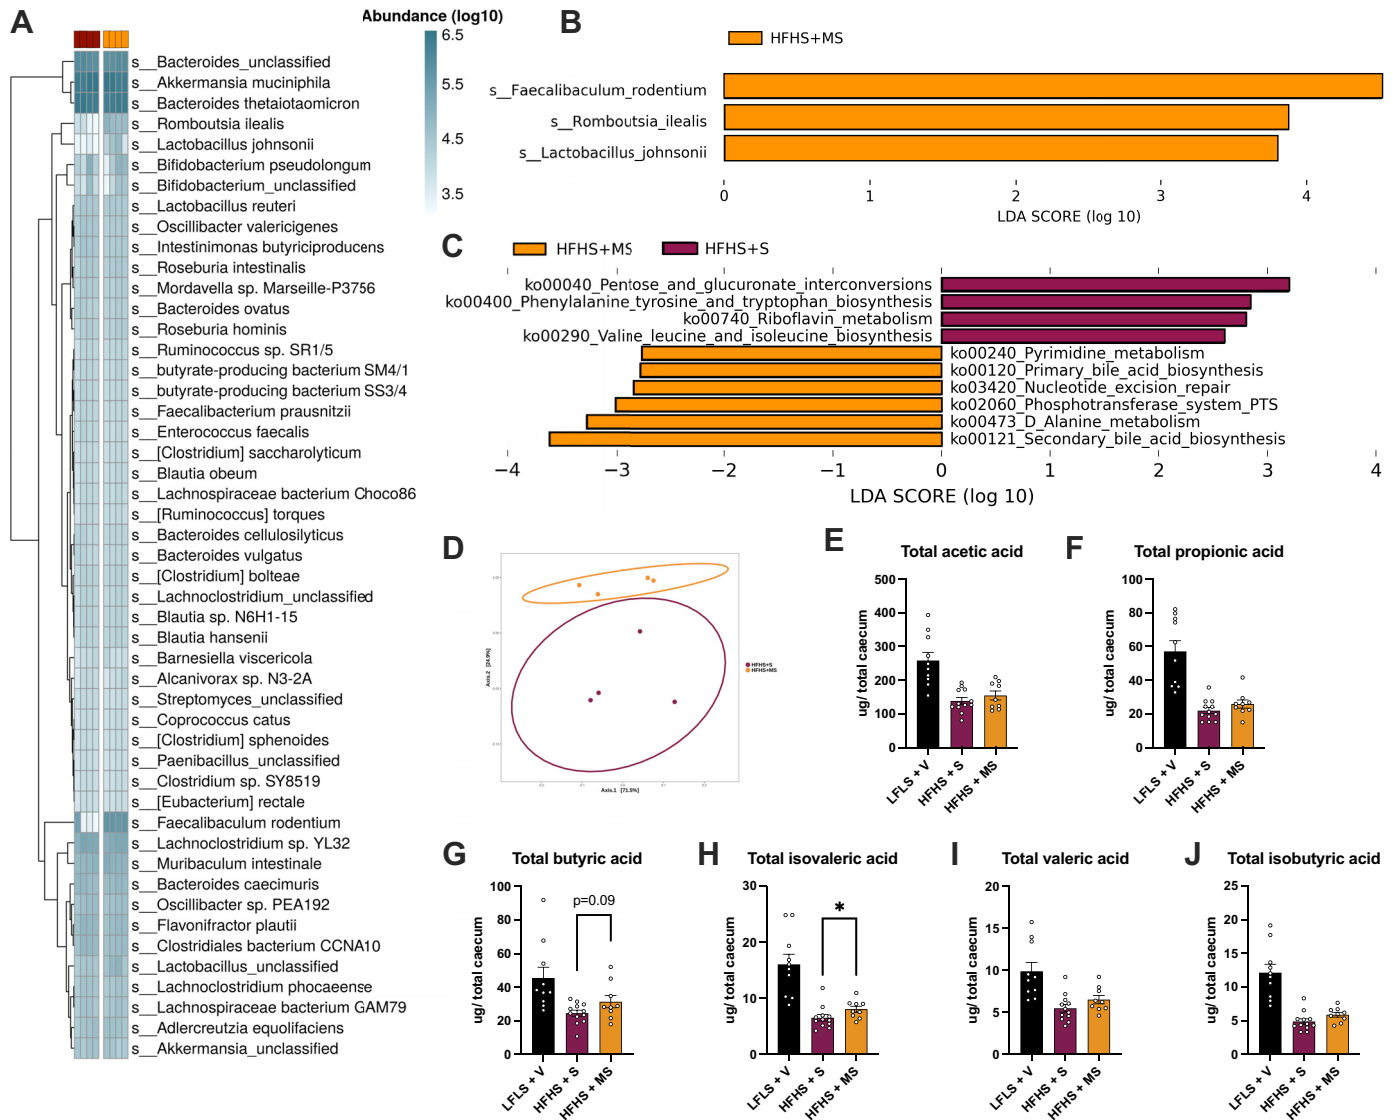 A
Abundance (log10)
6.5
5.5
4.5
3.5
s__Bacteroides_unclassified
s__Akkermansia muciniphila
s__Bacteroides thetaiotaomicron
s__Romboutsia ilealis
s__Lactobacillus johnsonii
s__Bifidobacterium pseudolongum
s__Bifidobacterium_unclassified
s__Lactobacillus reuteri
s__Oscillibacter valericigenes
s__Intestinimonas butyriciproducens
s__Roseburia intestinalis
s__Mordavella sp. Marseille-P3756
s__Bacteroides ovatus
s__Roseburia hominis
s__Ruminococcus sp. SR1/5
s__butyrate-producing bacterium SM4/1
s__butyrate-producing bacterium SS3/4
s__Faecalibacterium prausnitzii
s__Enterococcus faecalis
s__[Clostridium] saccharolyticum
s__Blautia obeum
s__Lachnospiraceae bacterium Choco86
s__[Ruminococcus] torques
s__Bacteroides cellulosilyticus
s__Bacteroides vulgatus
s__[Clostridium] bolteae
s__Lachnoclostridium_unclassified
s__Blautia sp. N6H1-15
s__Blautia hansenii
s__Barnesiella viscericola
s__Alcanivorax sp. N3-2A
s__Streptomyces_unclassified
s__Coprococcus catus
s__[Clostridium] sphenoides
s__Paenibacillus_unclassified
s__Clostridium sp. SY8519
s__[Eubacterium] rectale
s__Faecalibaculum rodentium
s__Lachnoclostridium sp. YL32
s__Muribaculum intestinale
s__Bacteroides caecimuris
s__Oscillibacter sp. PEA192
s__Flavonifractor plautii
s__Clostridiales bacterium CCNA10
s__Lactobacillus_unclassified
s__Lachnoclostridium phocaeense
s__Lachnospiraceae bacterium GAM79
s__Adlercreutzia equolifaciens
s__Akkermansia_unclassified
B
HFHS+MS
s__Faecalibaculum_rodentium
s__Romboutsia_ilealis
s__Lactobacillus_johnsonii
0 1 2 3 4
LDA SCORE (log 10)
C
HFHS+MS HFHS+S
ko00040_Pentose_and_glucuronate_interconversions
ko00400_Phenylalanine_tyrosine_and_tryptophan_biosynthesis
ko00740_Riboflavin_metabolism
ko00290_Valine_leucine_and_isoleucine_biosynthesis
ko00240_Pyrimidine_metabolism
ko00120_Primary_bile_acid_biosynthesis
ko03420_Nucleotide_excision_repair
ko02060_Phosphotransferase_system_PTS
ko00473_D_Alanine_metabolism
ko00121_Secondary_bile_acid_biosynthesis
−4 −3 −2 −1 0 1 2 3 4
LDA SCORE (log 10)
D
Axis.2 [24.9%]
Axis.1 [71.5%]
HFHS+S
HFHS+MS
E
Total acetic acid
ug/ total caecum
500
400
300
200
100
0
LFLS + V
HFHS + S
HFHS + MS
F
Total propionic acid
ug/ total caecum
100
80
60
40
20
0
LFLS + V
HFHS + S
HFHS + MS
G
Total butyric acid
ug/ total caecum
100
80
60
40
20
0
p=0.09
LFLS + V
HFHS + S
HFHS + MS
H
Total isovaleric acid
ug/ total caecum
30
20
10
0
*
LFLS + V
HFHS + S
HFHS + MS
I
Total valeric acid
ug/ total caecum
20
15
10
5
0
LFLS + V
HFHS + S
HFHS + MS
J
Total isobutyric acid
ug/ total caecum
25
20
15
10
5
0
LFLS + V
HFHS + S
HFHS + MS